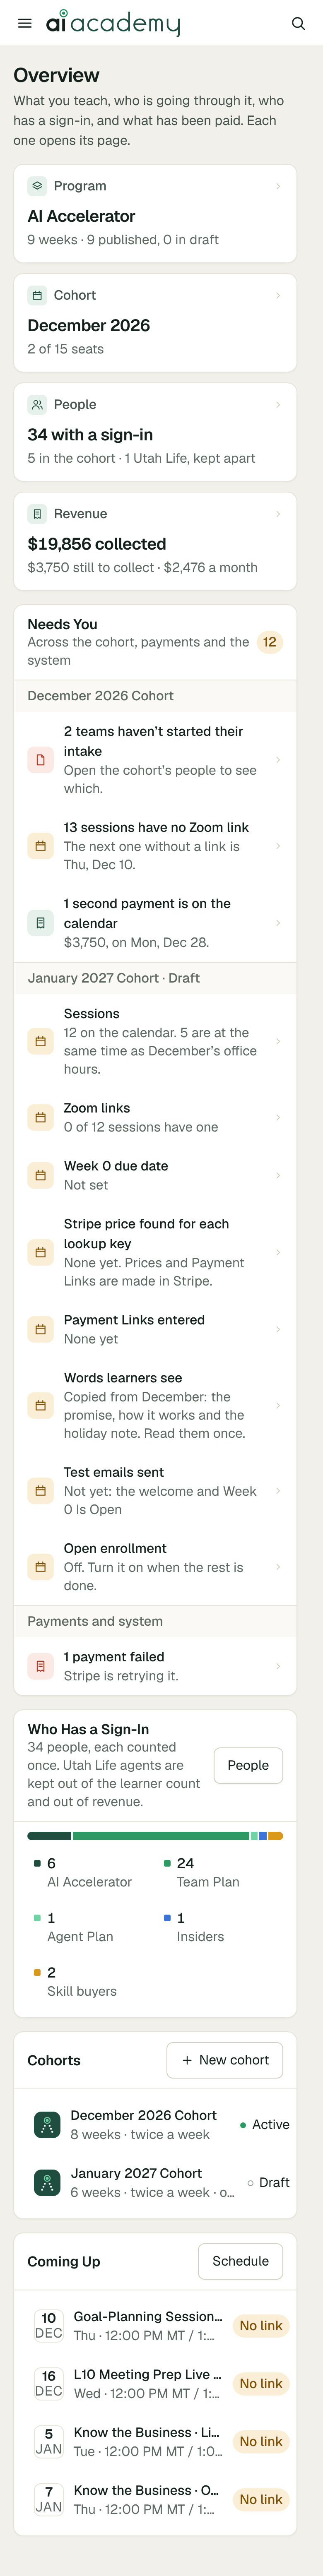 ai academy
Overview
What you teach, who is going through it, who
has a sign-in, and what has been paid. Each
one opens its page.
Program
AI Accelerator
9 weeks · 9 published, 0 in draft
Cohort
December 2026
2 of 15 seats
People
34 with a sign-in
5 in the cohort · 1 Utah Life, kept apart
Revenue
$19,856 collected
$3,750 still to collect · $2,476 a month
Needs You
Across the cohort, payments and the
system
12
December 2026 Cohort
2 teams haven't started their
intake
Open the cohort's people to see
which.
13 sessions have no Zoom link
The next one without a link is
Thu, Dec 10.
1 second payment is on the
calendar
$3,750, on Mon, Dec 28.
January 2027 Cohort · Draft
Sessions
12 on the calendar. 5 are at the
same time as December's office
hours.
Zoom links
0 of 12 sessions have one
Week 0 due date
Not set
Stripe price found for each
lookup key
None yet. Prices and Payment
Links are made in Stripe.
Payment Links entered
None yet
Words learners see
Copied from December: the
promise, how it works and the
holiday note. Read them once.
Test emails sent
Not yet: the welcome and Week
0 Is Open
Open enrollment
Off. Turn it on when the rest is
done.
Payments and system
1 payment failed
Stripe is retrying it.
Who Has a Sign-In
34 people, each counted
once. Utah Life agents are
kept out of the learner count
and out of revenue.
People
6
AI Accelerator
24
Team Plan
1
Agent Plan
1
Insiders
2
Skill buyers
Cohorts
+ New cohort
December 2026 Cohort
8 weeks · twice a week
Active
January 2027 Cohort
6 weeks · twice a week · o...
Draft
Coming Up
Schedule
10
DEC
Goal-Planning Session...
Thu · 12:00 PM MT / 1:...
No link
16
DEC
L10 Meeting Prep Live ...
Wed · 12:00 PM MT / 1:...
No link
5
JAN
Know the Business · Li...
Tue · 12:00 PM MT / 1:0...
No link
7
JAN
Know the Business · O...
Thu · 12:00 PM MT / 1:...
No link